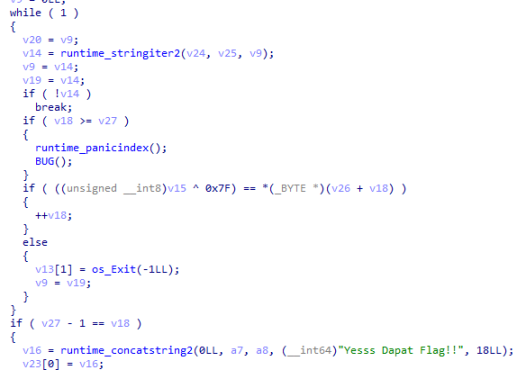 while ( 1 )
{
v20 = v9;
v14 = runtime_stringiter2(v24, v25, v9);
v9 = v14;
v19 = v14;
if ( !v14 )
break;
if ( v18 >= v27 )
{
runtime_panicindex();
BUG();
}
if ( ((unsigned __int8)v15 ^ 0x7F) == *(_BYTE *)(v26 + v18) )
{
++v18;
}
else
{
v13[1] = os_Exit(-1LL);
v9 = v19;
}
}
if ( v27 - 1 == v18 )
{
v16 = runtime_concatstring2(0LL, a7, a8, (__int64)"Yesss Dapat Flag!!", 18LL);
v23[0] = v16;